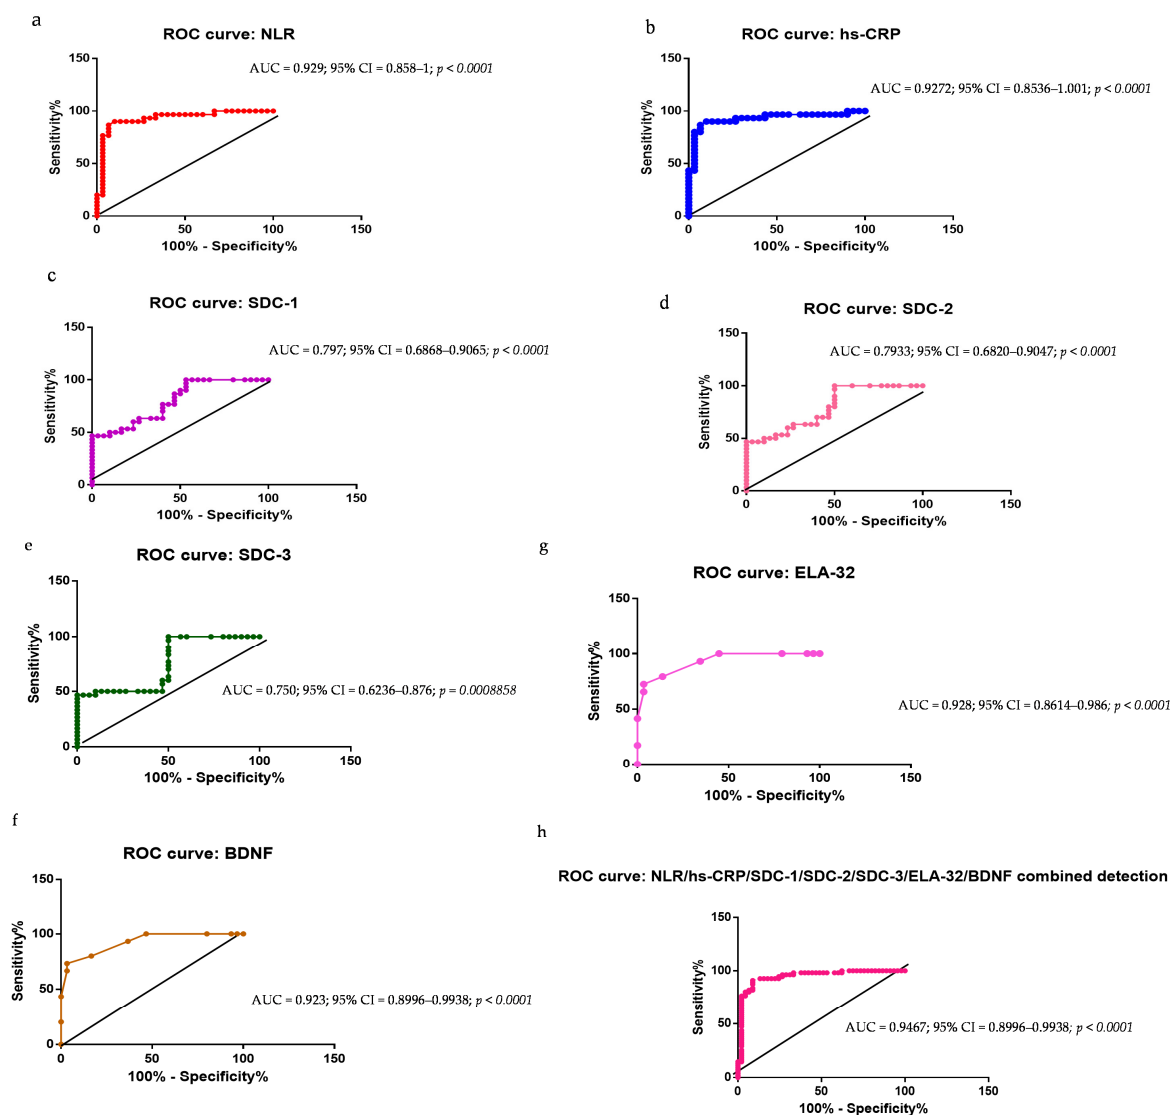 a
ROC curve: NLR
AUC = 0.929; 95% CI = 0.858–1; p < 0.0001
150
100
50
0
Sensitivity%
0 50 100 150
100% - Specificity%
b
ROC curve: hs-CRP
AUC = 0.9272; 95% CI = 0.8536–1.001; p < 0.0001
150
100
50
0
Sensitivity%
0 50 100 150
100% - Specificity%
c
ROC curve: SDC-1
AUC = 0.797; 95% CI = 0.6868–0.9065; p < 0.0001
150
100
50
0
Sensitivity%
0 50 100 150
100% - Specificity%
d
ROC curve: SDC-2
AUC = 0.7933; 95% CI = 0.6820–0.9047; p < 0.0001
150
100
50
0
Sensitivity%
0 50 100 150
100% - Specificity%
e
ROC curve: SDC-3
150
100
50
0
Sensitivity%
AUC = 0.750; 95% CI = 0.6236–0.876; p = 0.0008858
0 50 100 150
100% - Specificity%
g
ROC curve: ELA-32
150
100
50
0
Sensitivity%
AUC = 0.928; 95% CI = 0.8614–0.986; p < 0.0001
0 50 100 150
100% - Specificity%
f
ROC curve: BDNF
150
100
50
0
Sensitivity%
AUC = 0.923; 95% CI = 0.8996–0.9938; p < 0.0001
0 50 100 150
100% - Specificity%
h
ROC curve: NLR/hs-CRP/SDC-1/SDC-2/SDC-3/ELA-32/BDNF combined detection
150
100
50
0
Sensitivity%
AUC = 0.9467; 95% CI = 0.8996–0.9938; p < 0.0001
0 50 100 150
100% - Specificity%